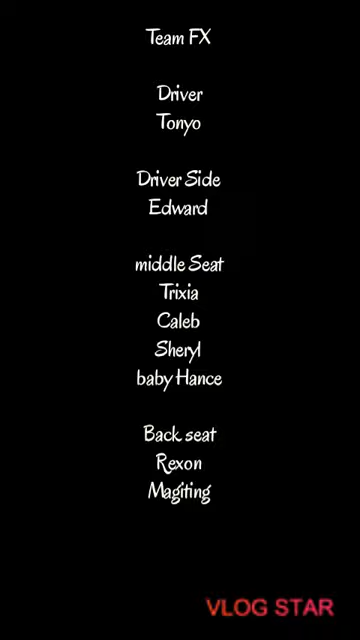 Team FX
Driver
Tonyo
Driver Side
Edward
middle Seat
Trixia
Caleb
Sheryl
baby Hance
Back seat
Rexon
Magiting
VLOG STAR